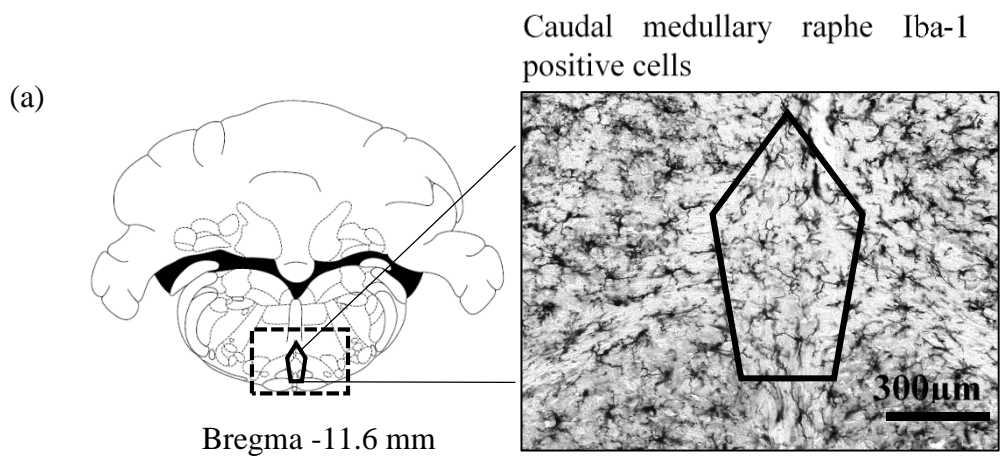 Caudal medullary raphe Iba-1
positive cells
(a)
300μm
Bregma -11.6 mm